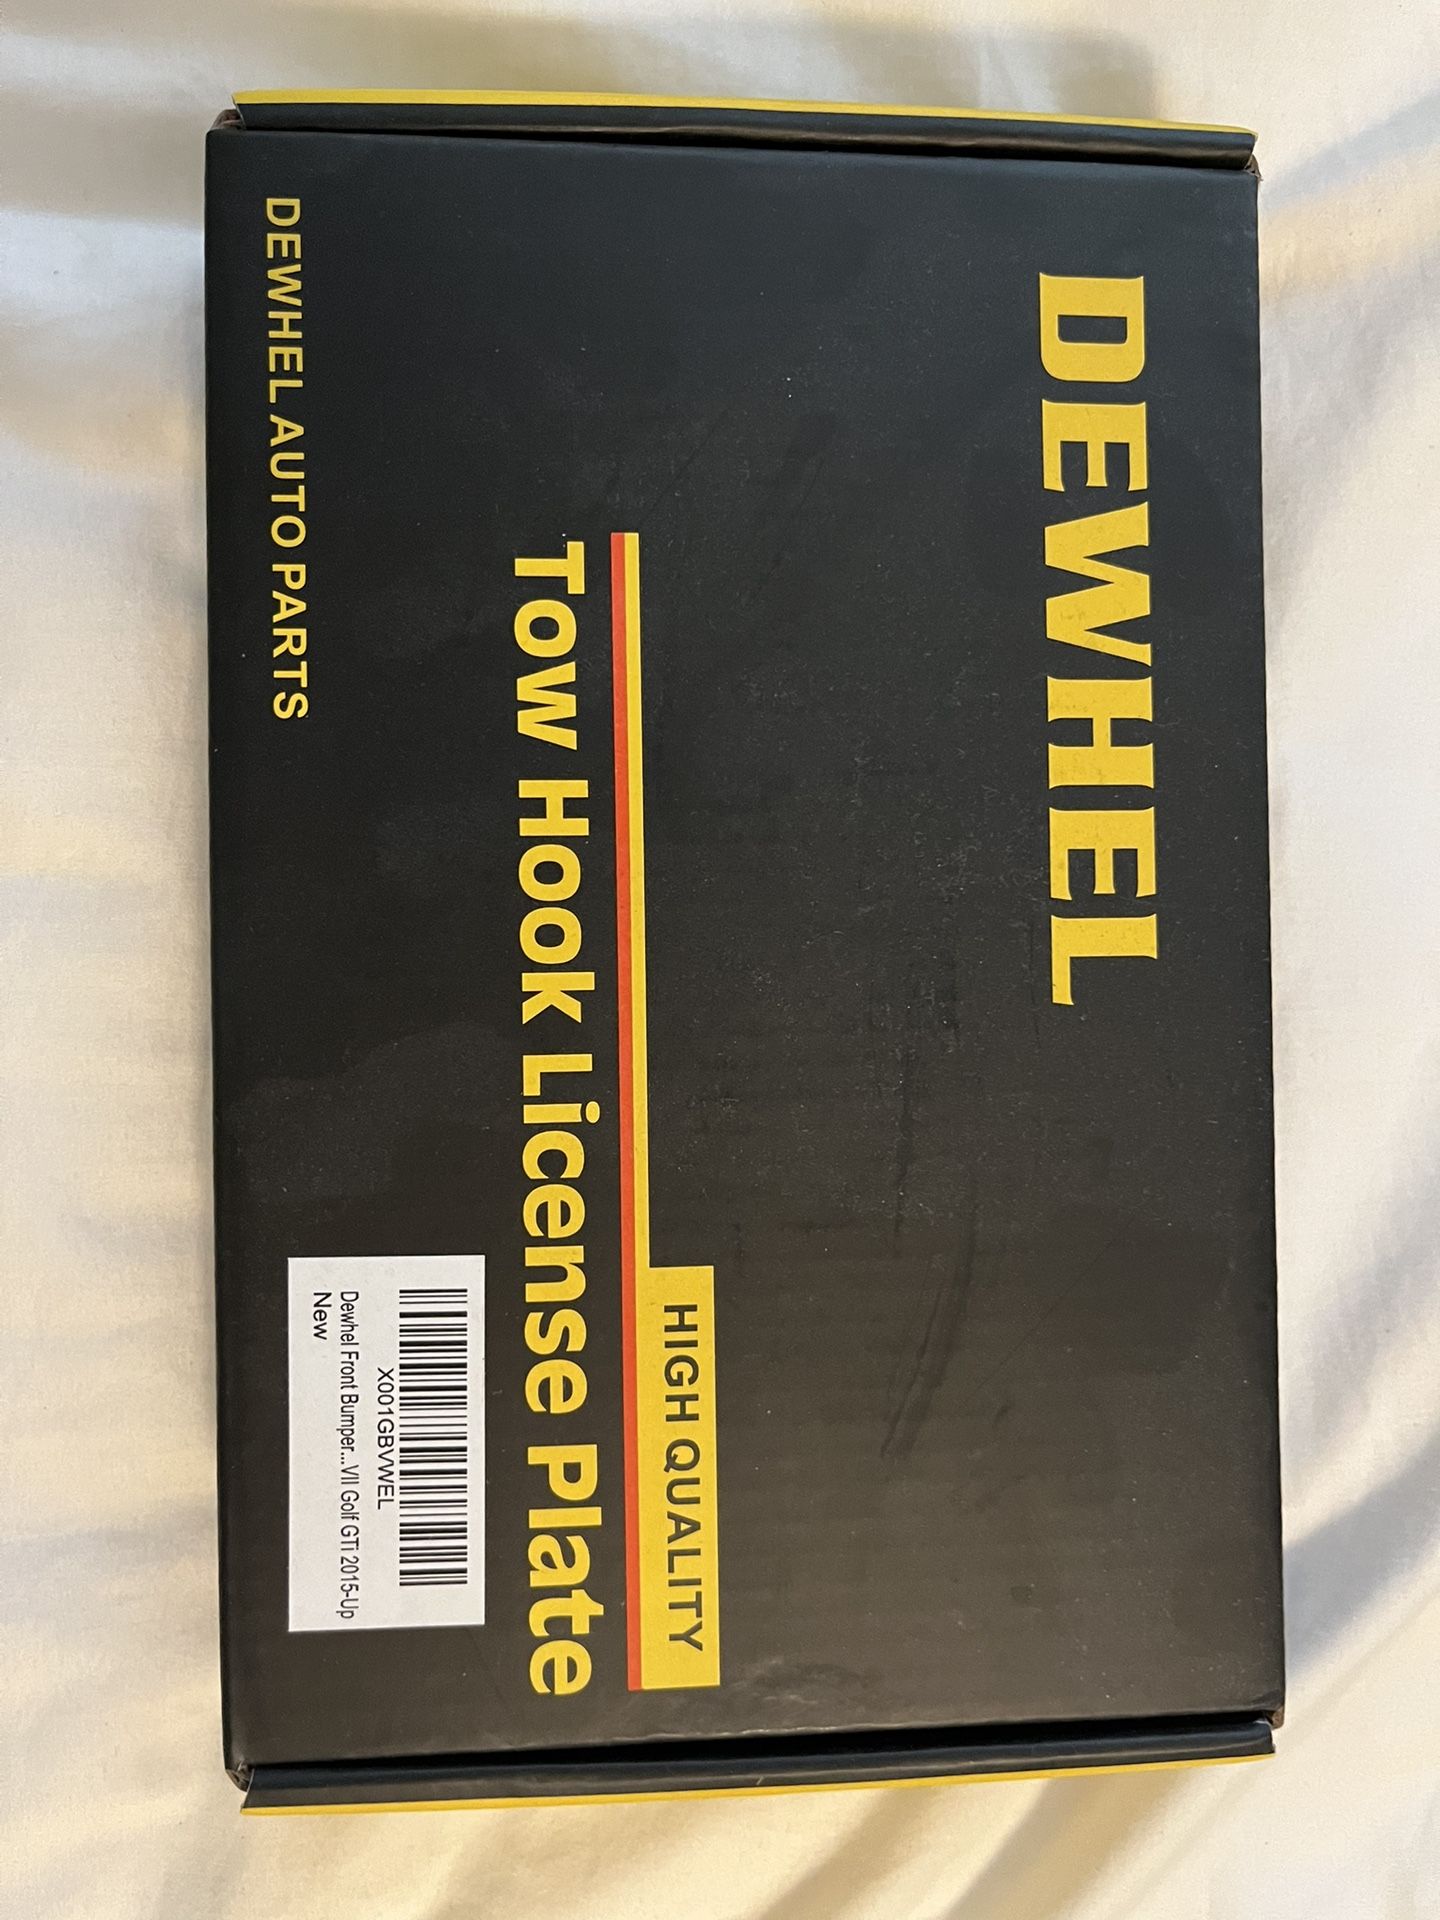 DEWHEL
HIGH QUALITY
Tow Hook License Plate
X001GBVWEL
Dewhel Front Bumper...VII Golf GTi 2015-Up
New
DEWHEL AUTO PARTS